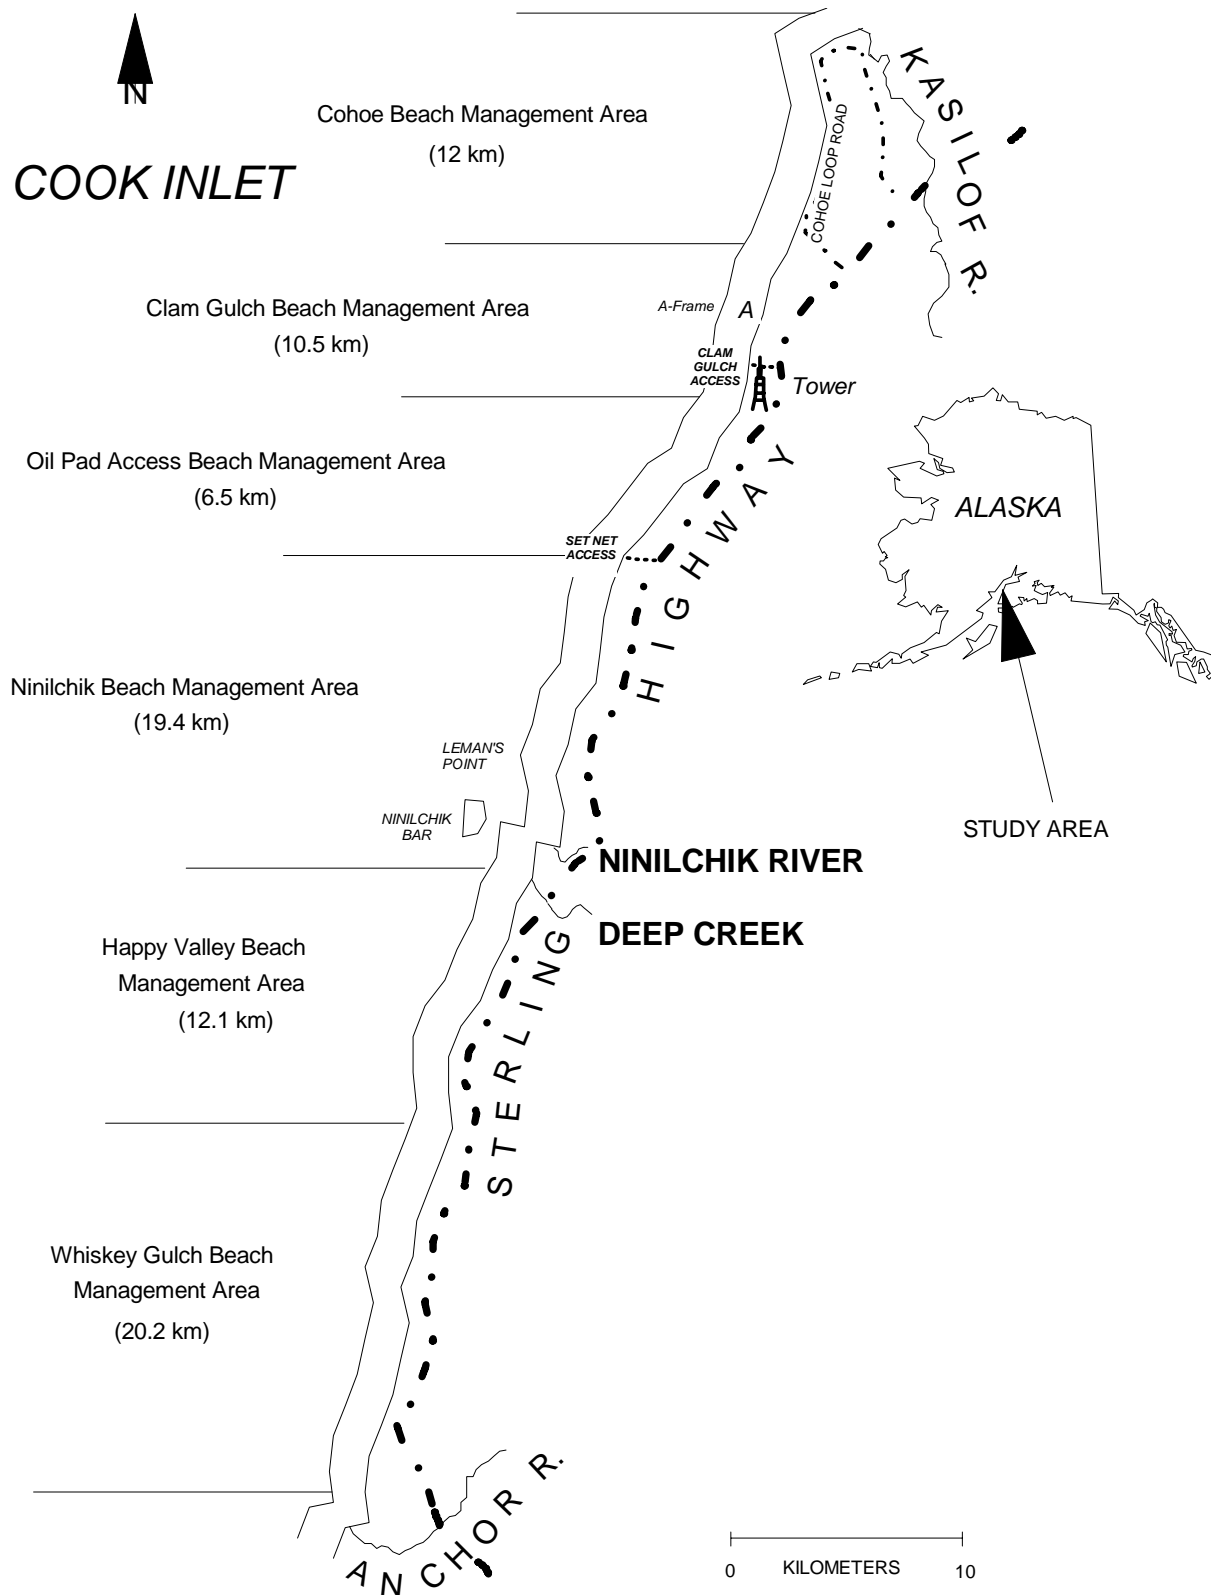 N
COOK INLET
Cohoe Beach Management Area
(12 km)
KASILOF R.
COHOE LOOP ROAD
Clam Gulch Beach Management Area
(10.5 km)
A-Frame
A
CLAM
GULCH
ACCESS
Tower
Oil Pad Access Beach Management Area
(6.5 km)
SET NET
ACCESS
HIGHWAY
ALASKA
STUDY AREA
Ninilchik Beach Management Area
(19.4 km)
LEMAN'S
POINT
NINILCHIK
BAR
NINILCHIK RIVER
DEEP CREEK
Happy Valley Beach
Management Area
(12.1 km)
STERLING
Whiskey Gulch Beach
Management Area
(20.2 km)
ANCHOR R.
0 KILOMETERS 10